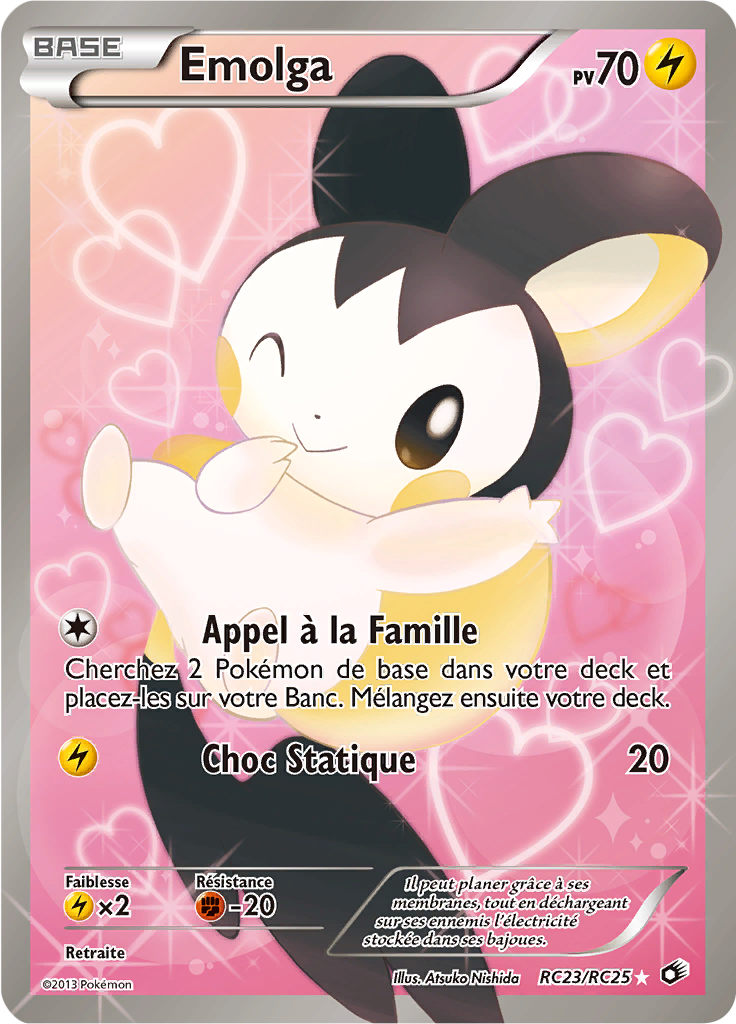 BASE
Emolga
PV70
Appel à la Famille
Cherchez 2 Pokémon de base dans votre deck et
placez-les sur votre Banc. Mélangez ensuite votre deck.
Choc Statique 20
Faiblesse
×2
Résistance
-20
Retraite
Il peut planer grâce à ses
membranes, tout en déchargeant
sur ses ennemis l'électricité
stockée dans ses bajoues.
©2013 Pokémon
Illus. Atsuko Nishida
RC23/RC25